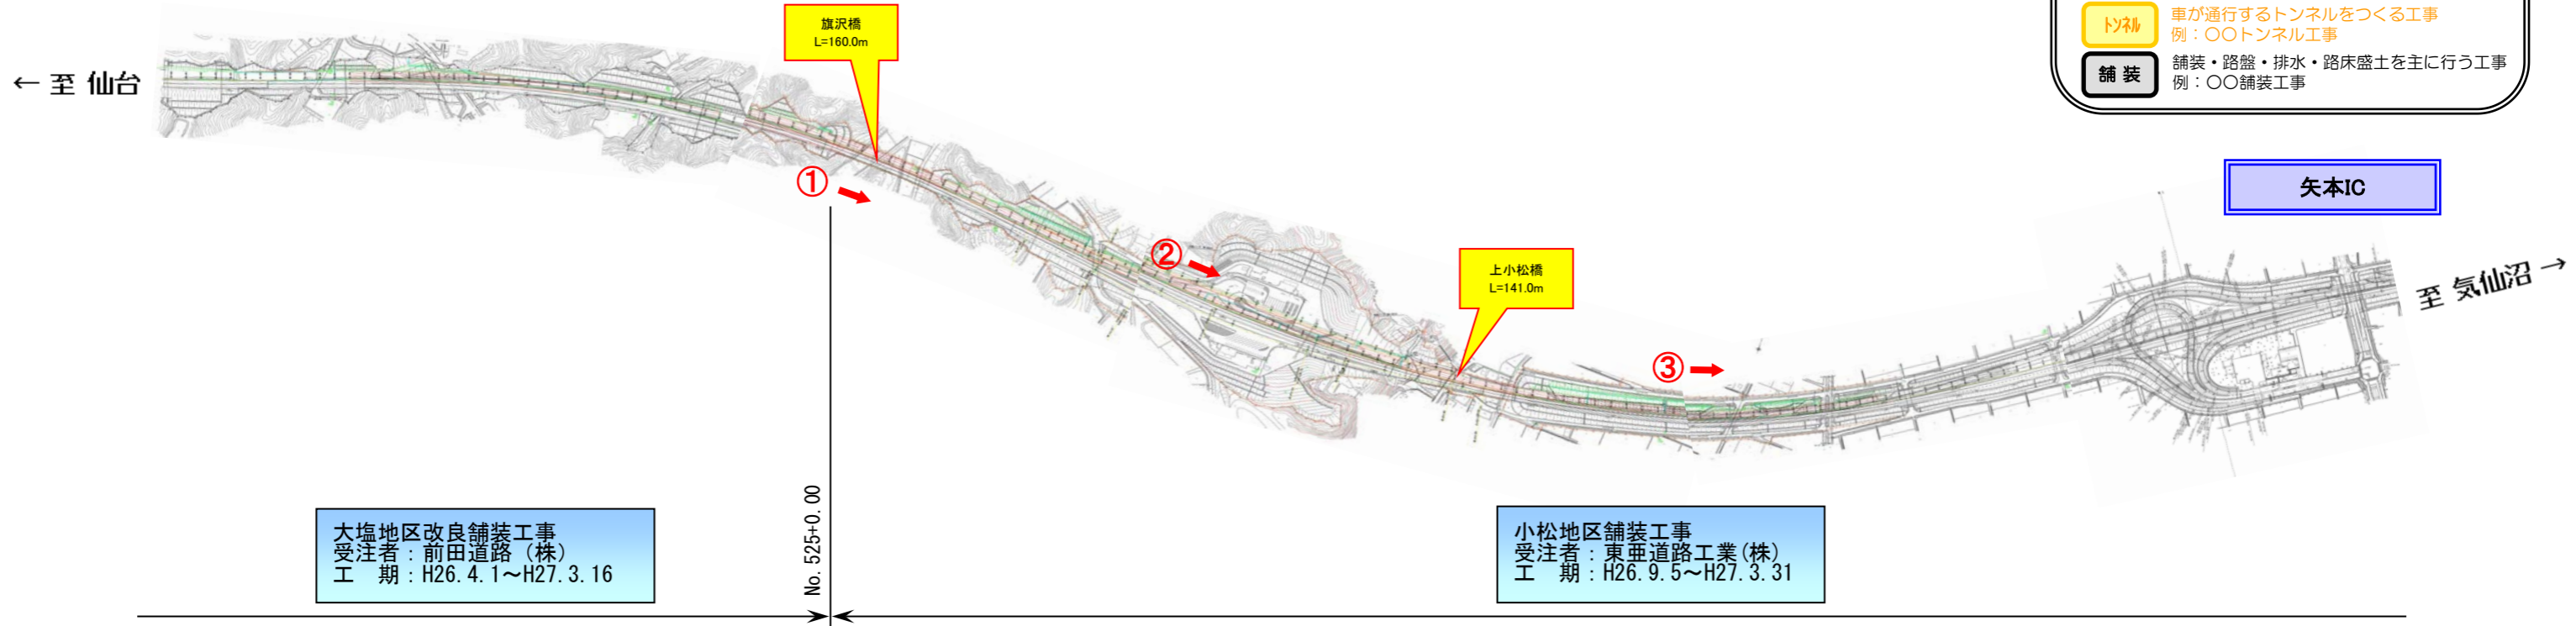 トンネル
車が通行するトンネルをつくる工事
例：〇〇トンネル工事
舗 装
舗装・路盤・排水・路床盛土を主に行う工事
例：〇〇舗装工事
旗沢橋
L=160.0m
← 至 仙台
矢本IC
①
②
上小松橋
L=141.0m
至 気仙沼 →
③
No. 525+0.00
大塩地区改良舗装工事
受注者：前田道路（株）
工　期：H26.4.1～H27.3.16
小松地区舗装工事
受注者：東亜道路工業(株)
工　期：H26.9.5～H27.3.31